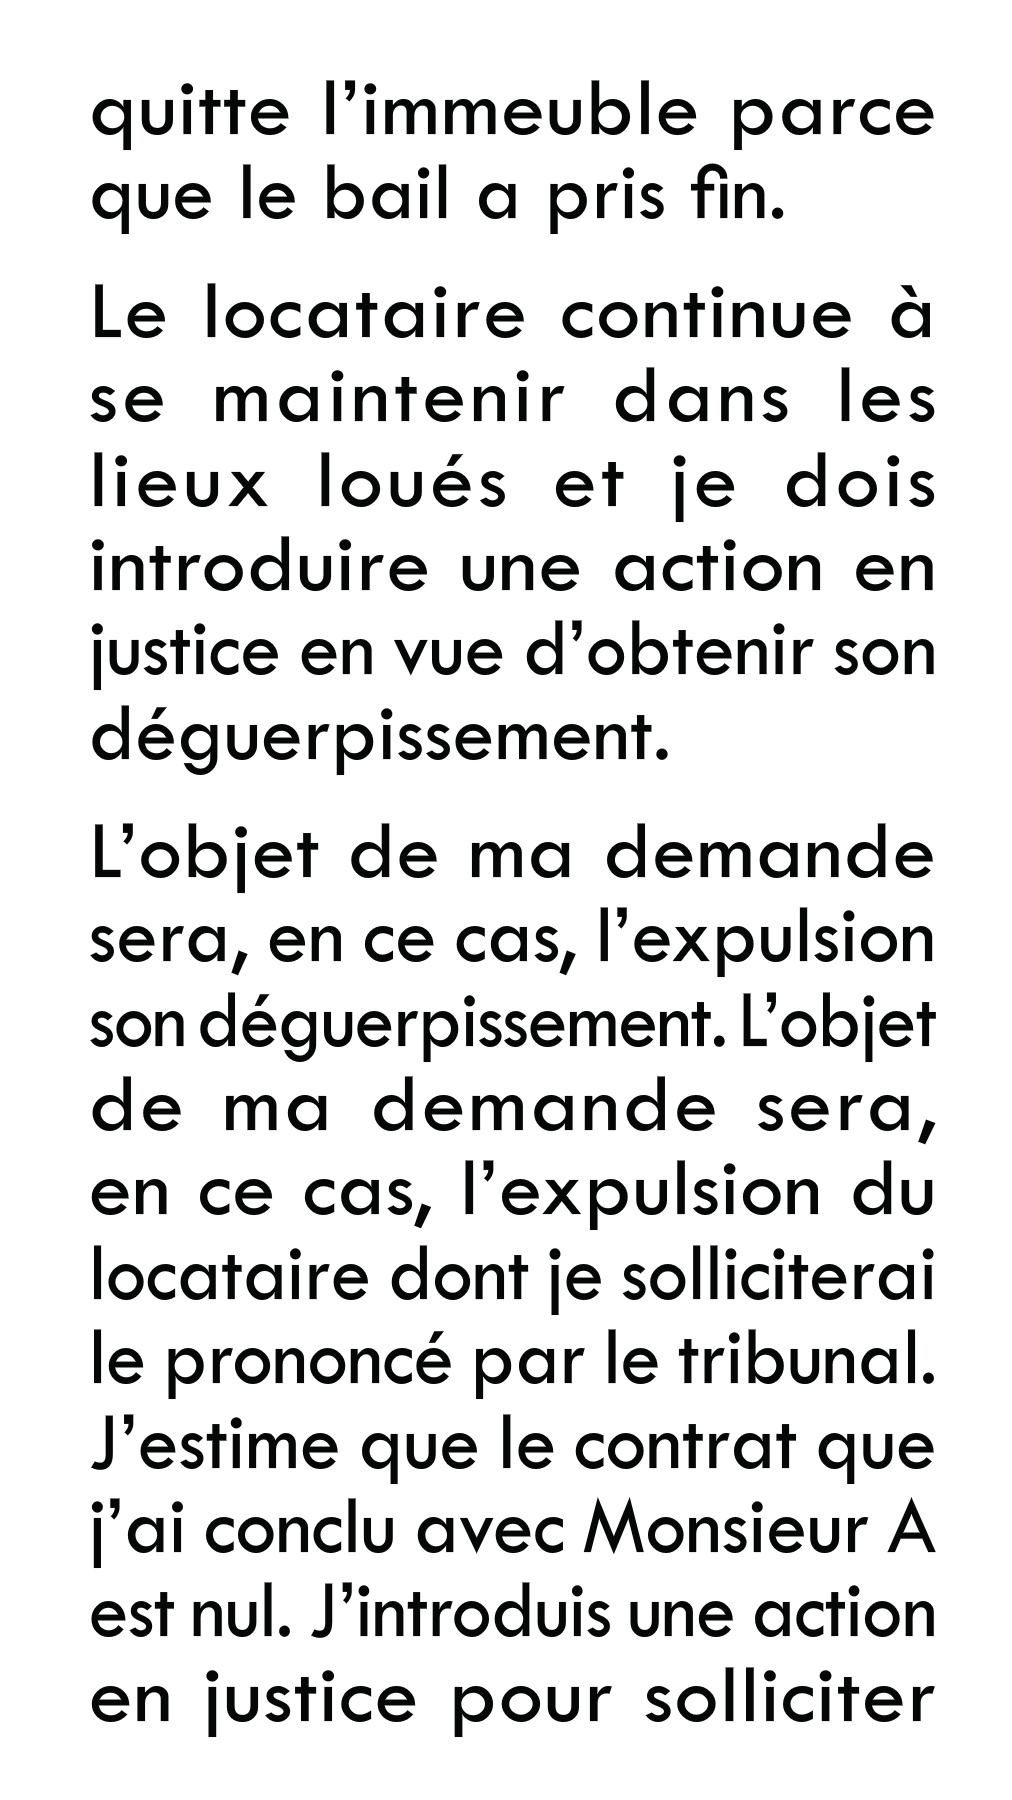 quitte l’immeuble parce
que le bail a pris fin.
Le locataire continue à
se maintenir dans les
lieux loués et je dois
introduire une action en
justice en vue d’obtenir son
déguerpissement.
L’objet de ma demande
sera, en ce cas, l’expulsion
son déguerpissement. L’objet
de ma demande sera,
en ce cas, l’expulsion du
locataire dont je solliciterai
le prononcé par le tribunal.
J’estime que le contrat que
j’ai conclu avec Monsieur A
est nul. J’introduis une action
en justice pour solliciter